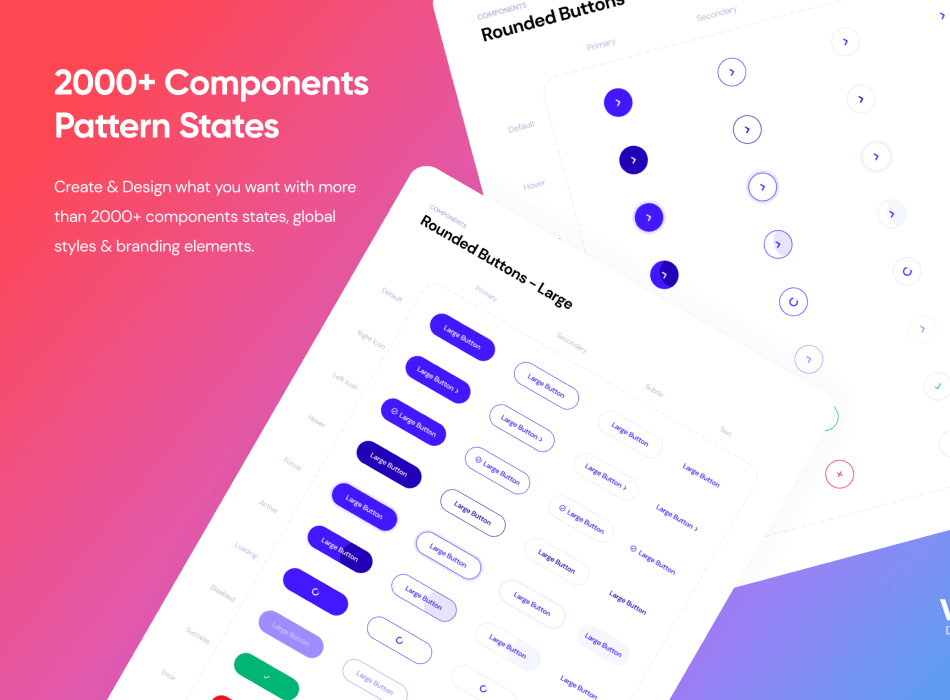 2000+ Components
Pattern States
Create & Design what you want with more
than 2000+ components states, global
styles & branding elements.
COMPONENTS
Rounded Buttons
Primary
Secondary
Default
Hover
COMPONENTS
Rounded Buttons - Large
Primary
Secondary
Subtle
Text
Default
Large Button
Large Button
Large Button
Large Button
Right Icon
Large Button
Large Button
Large Button
Large Button
Left Icon
Large Button
Large Button
Large Button
Large Button
Hover
Large Button
Large Button
Large Button
Large Button
Focus
Large Button
Large Button
Large Button
Large Button
Active
Large Button
Large Button
Large Button
Large Button
Loading
Disabled
Large Button
Large Button
Success
Error